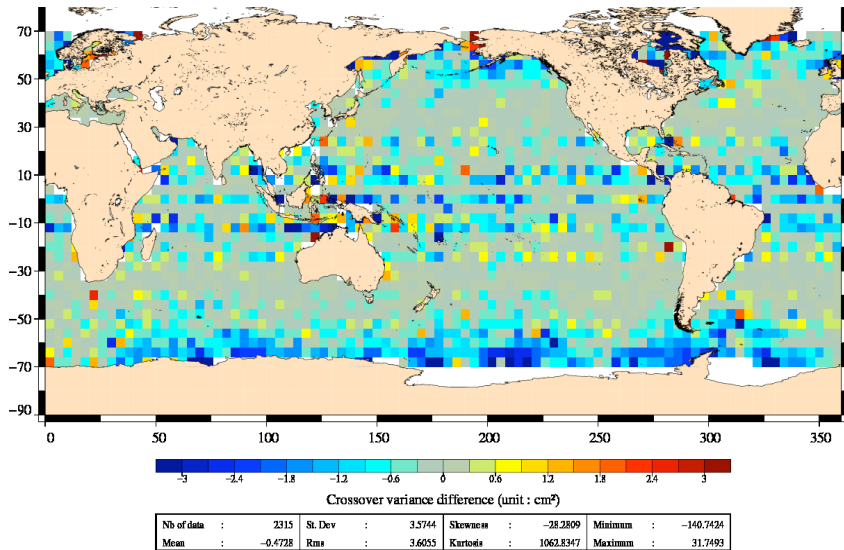 70
50
30
10
−10
−30
−50
−70
−90
0 50 100 150 200 250 300 350
−3 −2.4 −1.8 −1.2 −0.6 0 0.6 1.2 1.8 2.4 3
Crossover variance difference (unit : cm²)
Nb of data : 2315 St. Dev : 3.5744 Skewness : −28.2809 Minimum : −140.7424
Mean : −0.4728 Rms : 3.6055 Kurtosis : 1062.8347 Maximum : 31.7493